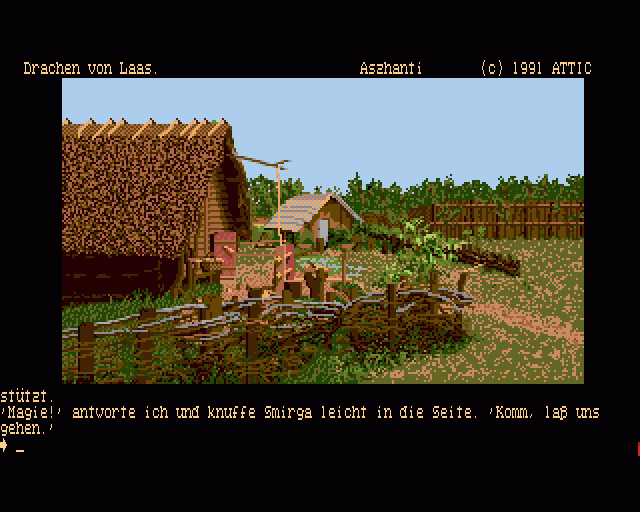 Drachen von Laas. Aszhanti (c) 1991 ATTIC
stützt.
'Magie!' antworte ich und knuffe Smirga leicht in die Seite. 'Komm, laß uns
gehen.'